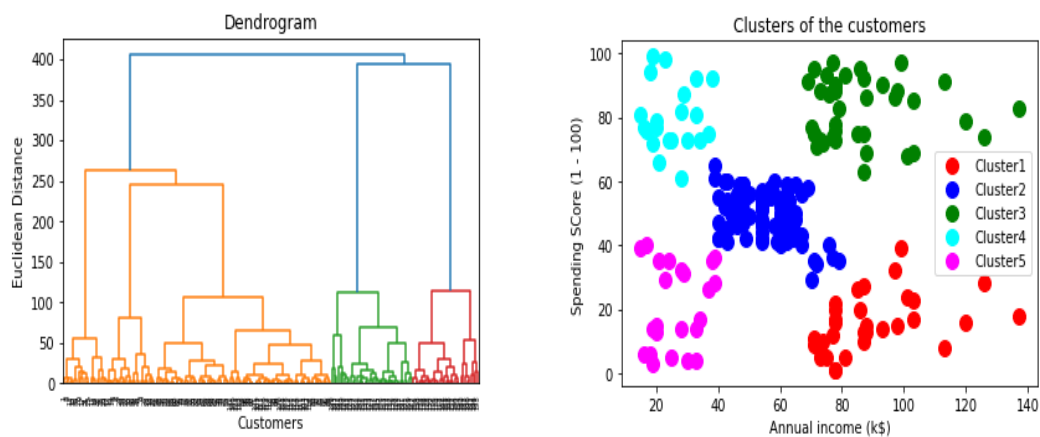 Dendrogram
400
350
300
250
200
150
100
50
0
Euclidean Distance
Customers
Clusters of the customers
100
80
60
40
20
0
Spending SCore (1 - 100)
Cluster1
Cluster2
Cluster3
Cluster4
Cluster5
20 40 60 80 100 120 140
Annual income (k$)